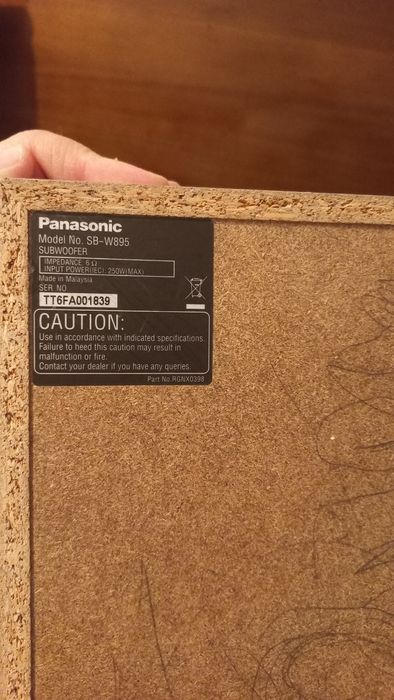 Panasonic
Model No. SB-W895
SUBWOOFER
IMPEDANCE 6 Ω
INPUT POWER(IEC) 250W(MAX)
Made in Malaysia
SER NO
TT6FA001839
CAUTION:
Use in accordance with indicated specifications.
Failure to heed this caution may result in
malfunction or fire.
Contact your dealer if you have any queries.
Part No.RGNX0398